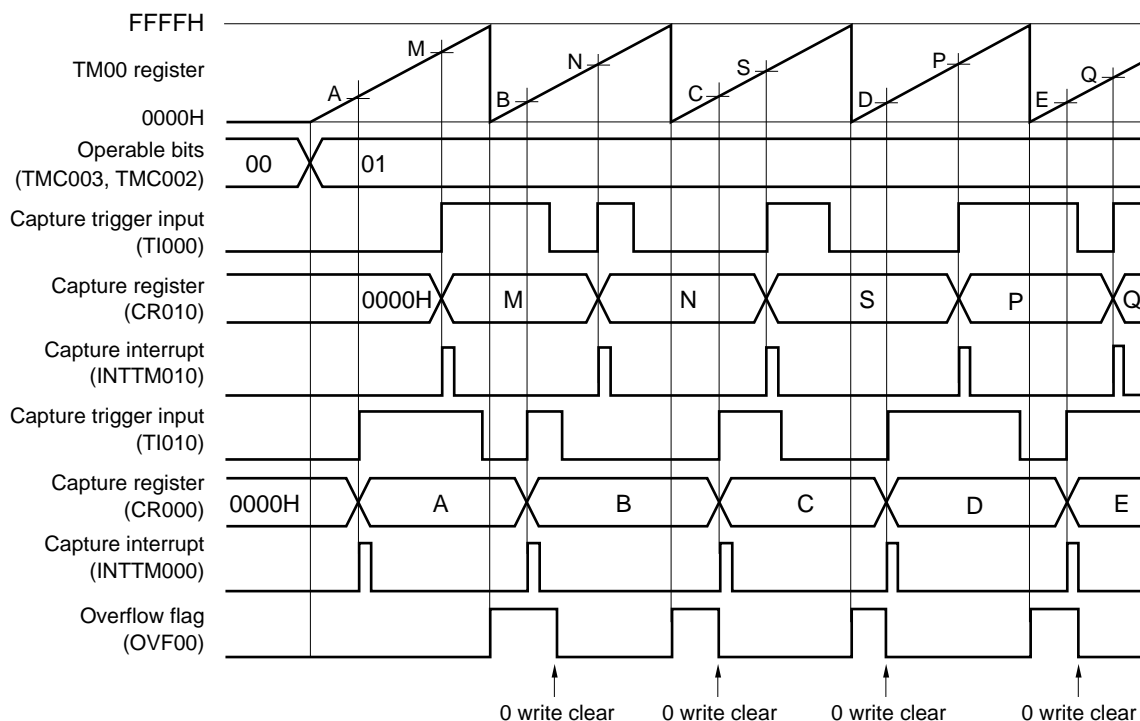 FFFFH
TM00 register
0000H
A M B N C S D P E Q
Operable bits
(TMC003, TMC002)
00 01
Capture trigger input
(TI000)
Capture register
(CR010)
0000H M N S P Q
Capture interrupt
(INTTM010)
Capture trigger input
(TI010)
Capture register
(CR000)
0000H A B C D E
Capture interrupt
(INTTM000)
Overflow flag
(OVF00)
0 write clear 0 write clear 0 write clear 0 write clear